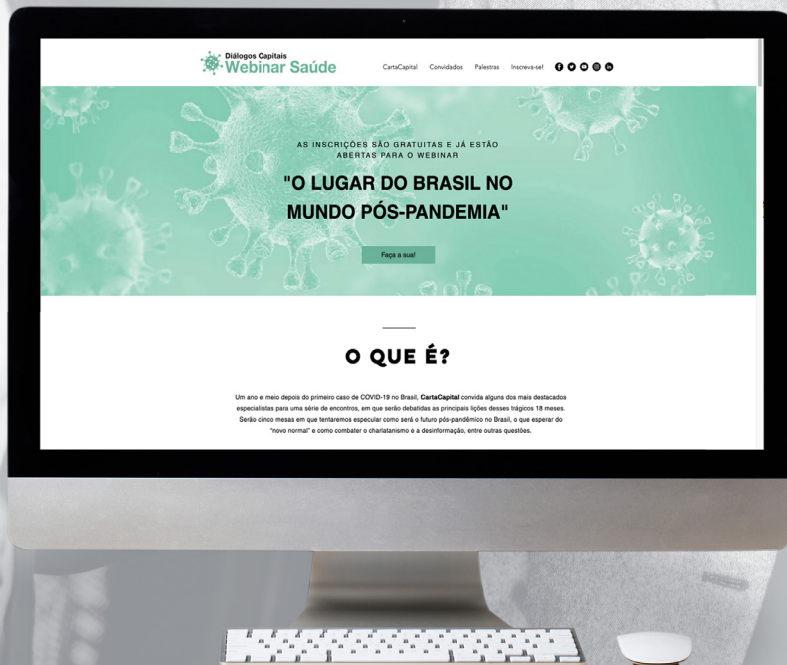 Diálogos Capitais
Webinar Saúde
CartaCapital Convidados Palestras Inscreva-se!
AS INSCRIÇÕES SÃO GRATUITAS E JÁ ESTÃO
ABERTAS PARA O WEBINAR
"O LUGAR DO BRASIL NO
MUNDO PÓS-PANDEMIA"
Faça a sua!
O QUE É?
Um ano e meio depois do primeiro caso de COVID-19 no Brasil, CartaCapital convida alguns dos mais destacados
especialistas para uma série de encontros, em que serão debatidas as principais lições desses trágicos 18 meses.
Serão cinco mesas em que tentaremos especular como será o futuro pós-pandêmico no Brasil, o que esperar do
"novo normal" e como combater o charlatanismo e a desinformação, entre outras questões.